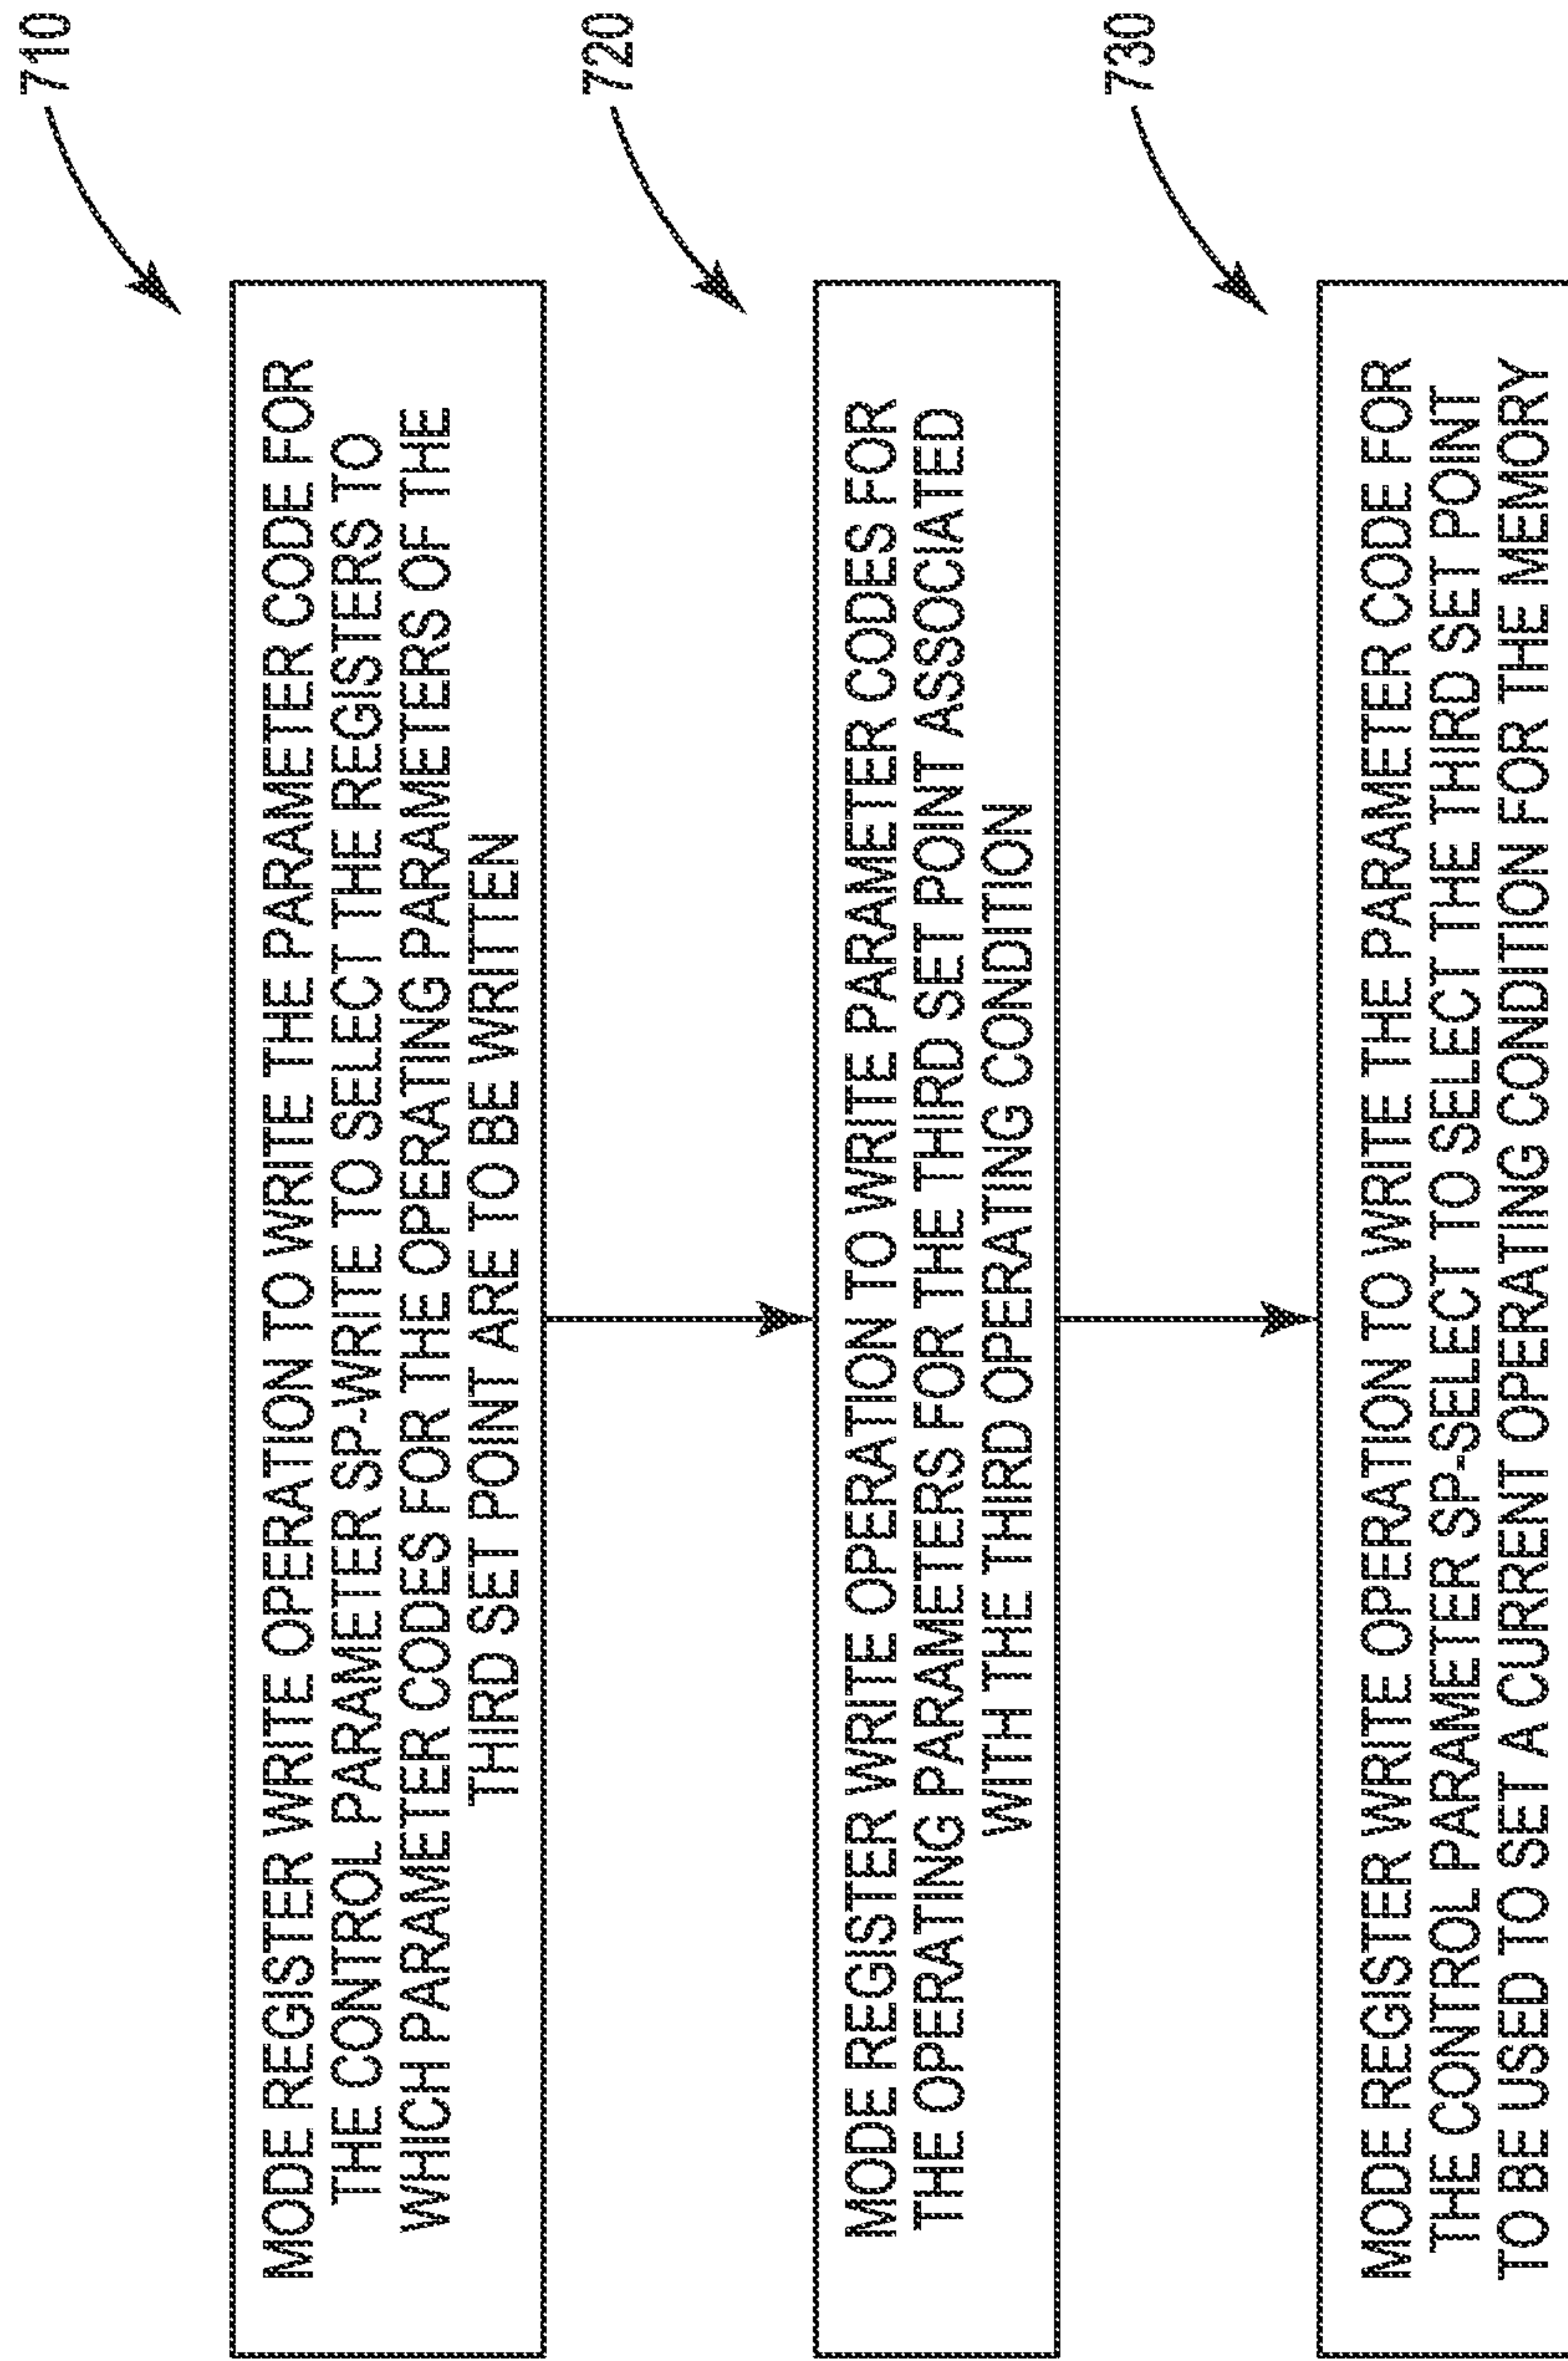 710
MODE REGISTER WRITE OPERATION TO WRITE THE PARAMETER CODE FOR
THE CONTROL PARAMETER SP-WRITE TO SELECT THE REGISTERS TO
WHICH PARAMETER CODES FOR THE OPERATING PARAMETERS OF THE
THIRD SET POINT ARE TO BE WRITTEN
720
MODE REGISTER WRITE OPERATION TO WRITE PARAMETER CODES FOR
THE OPERATING PARAMETERS FOR THE THIRD SET POINT ASSOCIATED
WITH THE THIRD OPERATING CONDITION
730
MODE REGISTER WRITE OPERATION TO WRITE THE PARAMETER CODE FOR
THE CONTROL PARAMETER SP-SELECT TO SELECT THE THIRD SET POINT
TO BE USED TO SET A CURRENT OPERATING CONDITION FOR THE MEMORY